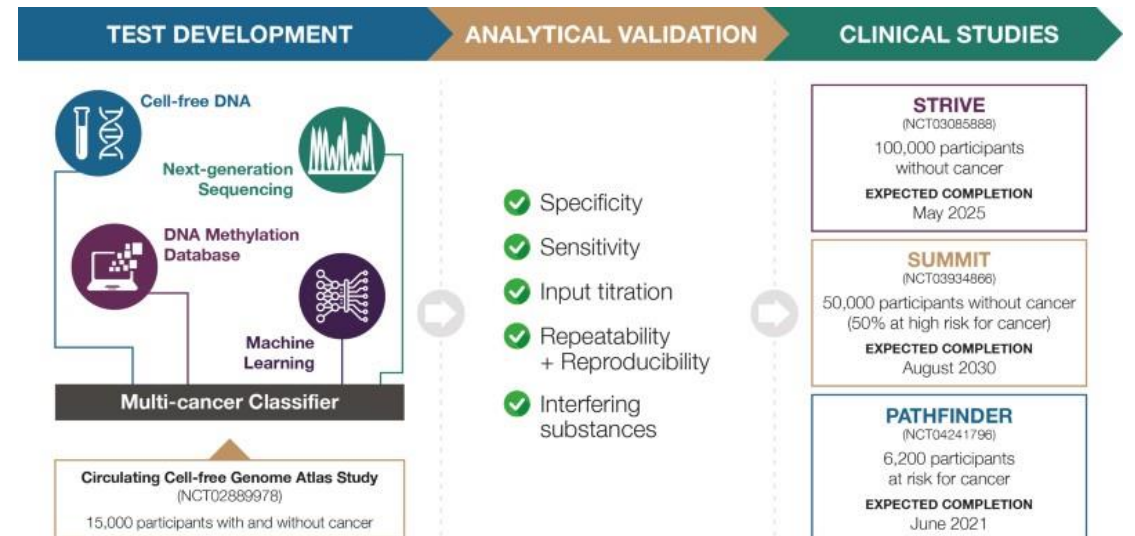 TEST DEVELOPMENT
ANALYTICAL VALIDATION
CLINICAL STUDIES
Cell-free DNA
Next-generation
Sequencing
DNA Methylation
Database
Machine
Learning
Multi-cancer Classifier
Circulating Cell-free Genome Atlas Study
(NCT02889978)
15,000 participants with and without cancer
Specificity
Sensitivity
Input titration
Repeatability
+ Reproducibility
Interfering
substances
STRIVE
(NCT03085888)
100,000 participants
without cancer
EXPECTED COMPLETION
May 2025
SUMMIT
(NCT03934866)
50,000 participants without cancer
(50% at high risk for cancer)
EXPECTED COMPLETION
August 2030
PATHFINDER
(NCT04241796)
6,200 participants
at risk for cancer
EXPECTED COMPLETION
June 2021